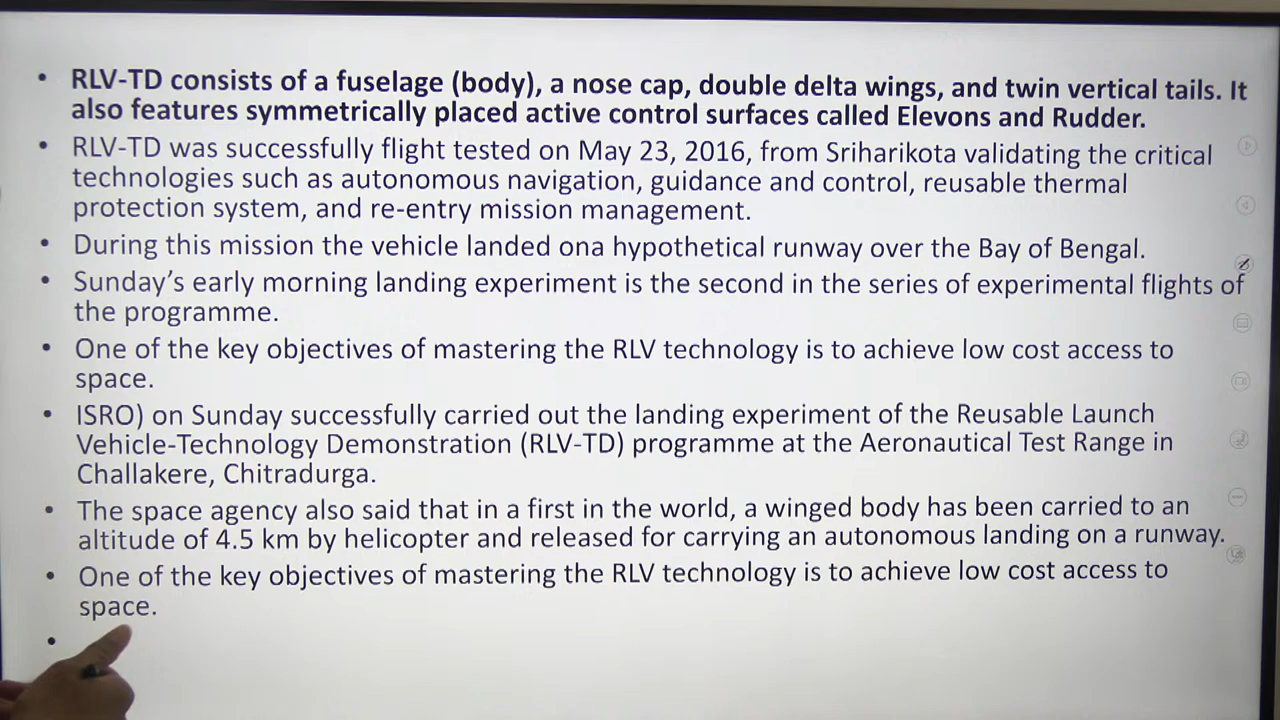 • RLV-TD consists of a fuselage (body), a nose cap, double delta wings, and twin vertical tails. It
also features symmetrically placed active control surfaces called Elevons and Rudder.
• RLV-TD was successfully flight tested on May 23, 2016, from Sriharikota validating the critical
technologies such as autonomous navigation, guidance and control, reusable thermal
protection system, and re-entry mission management.
• During this mission the vehicle landed ona hypothetical runway over the Bay of Bengal.
• Sunday's early morning landing experiment is the second in the series of experimental flights of
the programme.
• One of the key objectives of mastering the RLV technology is to achieve low cost access to
space.
• ISRO) on Sunday successfully carried out the landing experiment of the Reusable Launch
Vehicle-Technology Demonstration (RLV-TD) programme at the Aeronautical Test Range in
Challakere, Chitradurga.
• The space agency also said that in a first in the world, a winged body has been carried to an
altitude of 4.5 km by helicopter and released for carrying an autonomous landing on a runway.
• One of the key objectives of mastering the RLV technology is to achieve low cost access to
space.
•